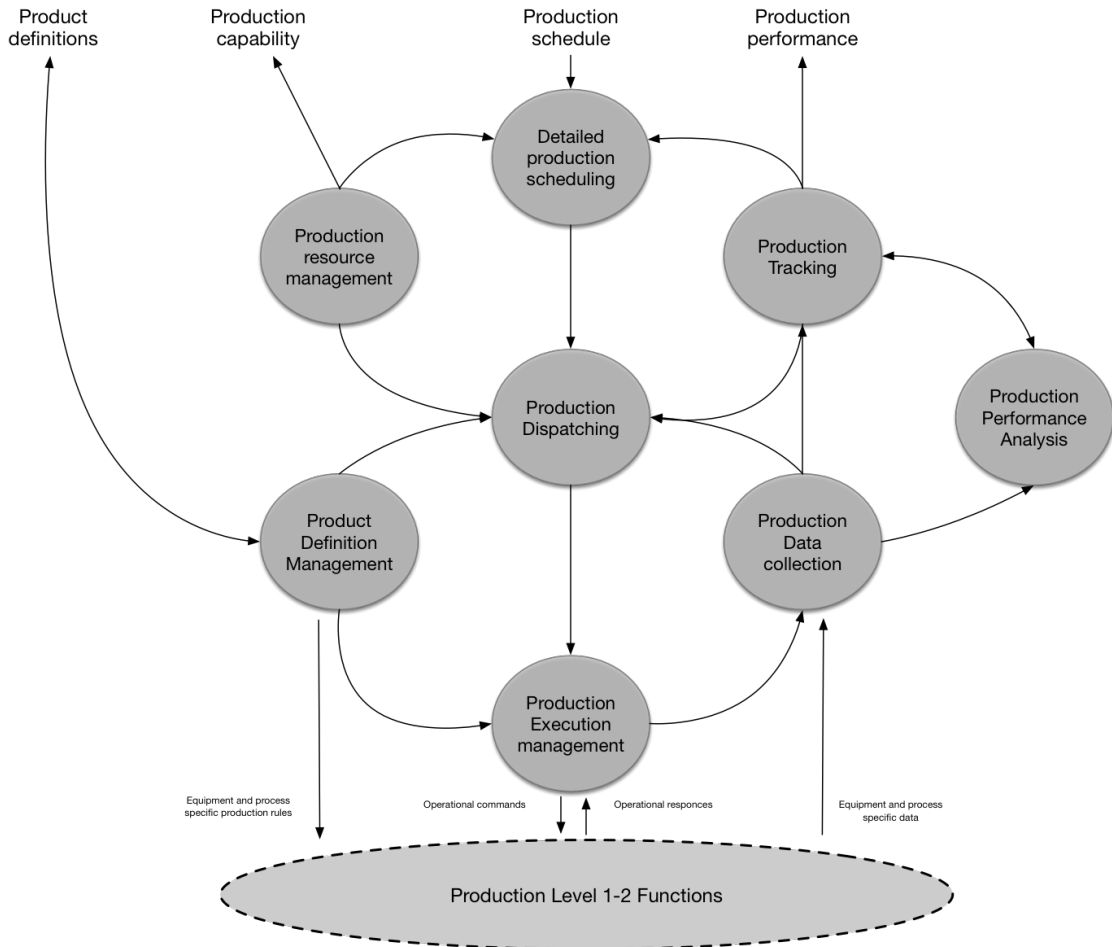 Product
definitions
Production
capability
Production
schedule
Production
performance
Detailed
production
scheduling
Production
resource
management
Production
Tracking
Production
Dispatching
Production
Performance
Analysis
Product
Definition
Management
Production
Data
collection
Production
Execution
management
Equipment and process
specific production rules
Operational commands
Operational responces
Equipment and process
specific data
Production Level 1-2 Functions